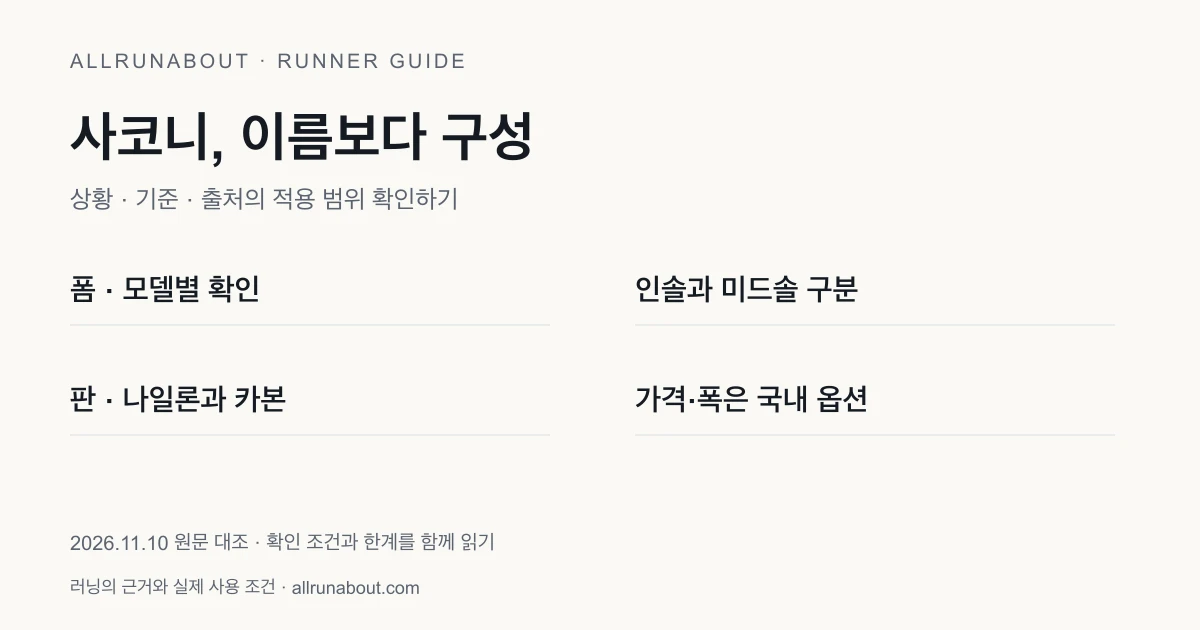 ALLRUNABOUT · RUNNER GUIDE
사코니, 이름보다 구성
상황 · 기준 · 출처의 적용 범위 확인하기
폼 · 모델별 확인
인솔과 미드솔 구분
판 · 나일론과 카본
가격·폭은 국내 옵션
2026.11.10 원문 대조 · 확인 조건과 한계를 함께 읽기
러닝의 근거와 실제 사용 조건 · allrunabout.com